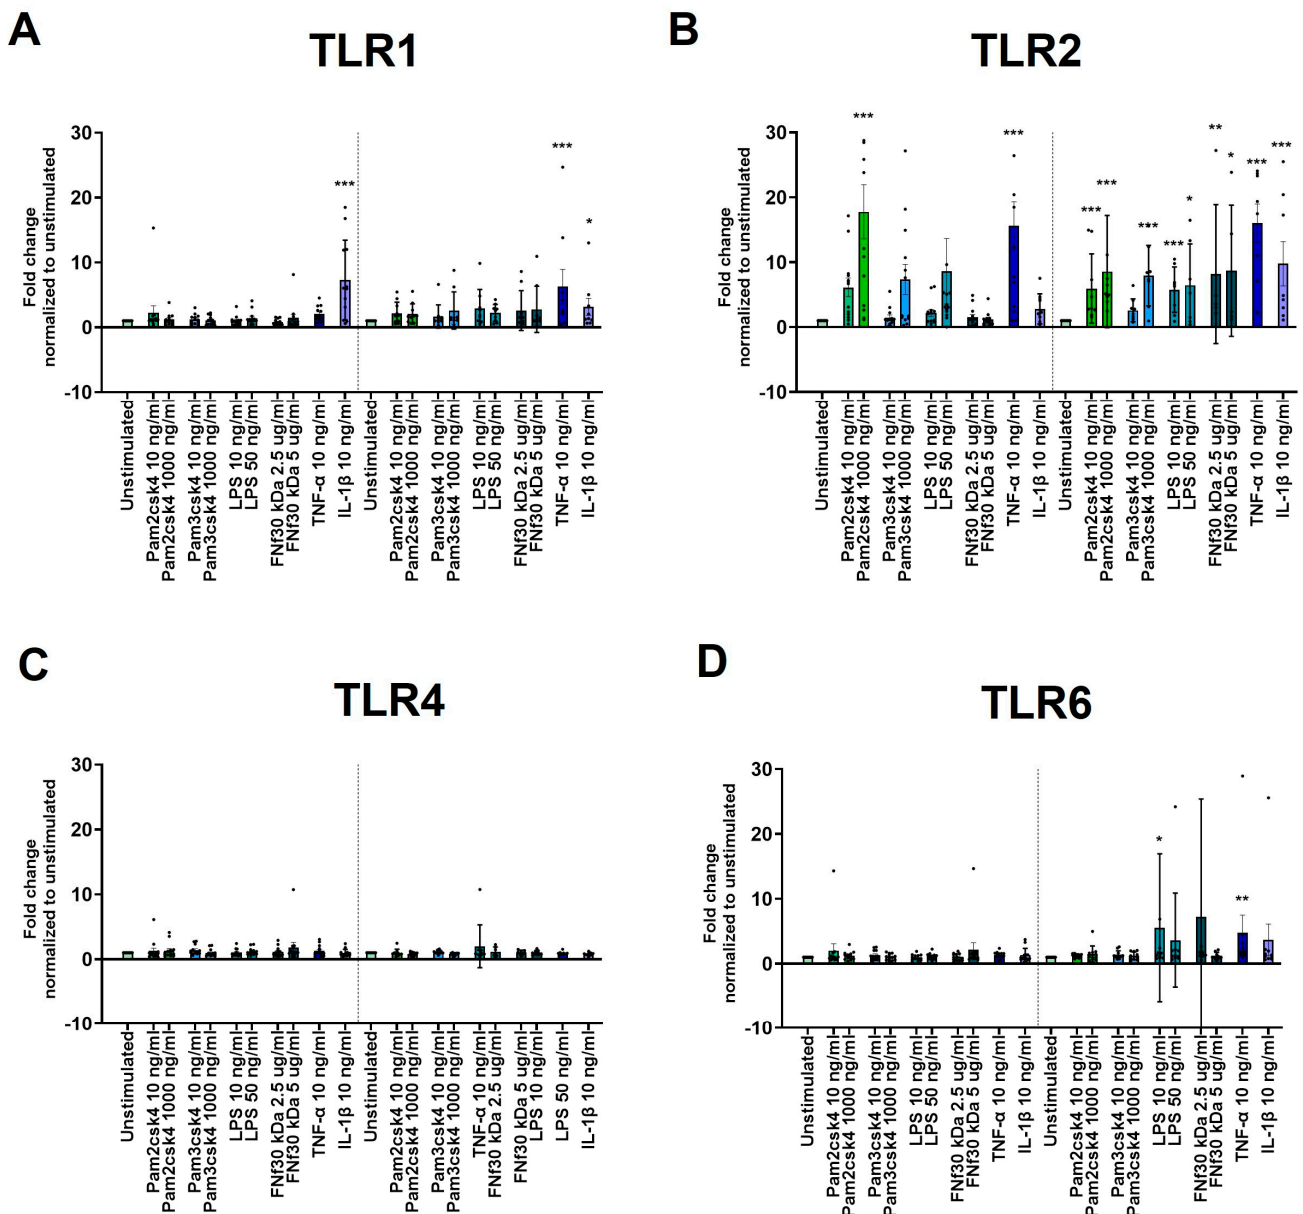 A
TLR1
Fold change
normalized to unstimulated
30
20
10
0
-10
***
***
*
Unstimulated
Pam2csk4 10 ng/ml
Pam2csk4 1000 ng/ml
Pam3csk4 10 ng/ml
Pam3csk4 1000 ng/ml
LPS 10 ng/ml
LPS 50 ng/ml
FNf30 kDa 2.5 ug/ml
FNf30 kDa 5 ug/ml
TNF-α 10 ng/ml
IL-1β 10 ng/ml
Unstimulated
Pam2csk4 10 ng/ml
Pam2csk4 1000 ng/ml
Pam3csk4 10 ng/ml
Pam3csk4 1000 ng/ml
LPS 10 ng/ml
LPS 50 ng/ml
FNf30 kDa 2.5 ug/ml
FNf30 kDa 5 ug/ml
TNF-α 10 ng/ml
IL-1β 10 ng/ml
B
TLR2
Fold change
normalized to unstimulated
30
20
10
0
-10
***
***
***
***
***
***
*
**
*
***
***
Unstimulated
Pam2csk4 10 ng/ml
Pam2csk4 1000 ng/ml
Pam3csk4 10 ng/ml
Pam3csk4 1000 ng/ml
LPS 10 ng/ml
LPS 50 ng/ml
FNf30 kDa 2.5 ug/ml
FNf30 kDa 5 ug/ml
TNF-α 10 ng/ml
IL-1β 10 ng/ml
Unstimulated
Pam2csk4 10 ng/ml
Pam2csk4 1000 ng/ml
Pam3csk4 10 ng/ml
Pam3csk4 1000 ng/ml
LPS 10 ng/ml
LPS 50 ng/ml
FNf30 kDa 2.5 ug/m
FNf30 kDa 5 ug/ml
TNF-α 10 ng/ml
IL-1β 10 ng/ml
C
TLR4
Fold change
normalized to unstimulated
30
20
10
0
-10
Unstimulated
Pam2csk4 10 ng/ml
Pam2csk4 1000 ng/ml
Pam3csk4 10 ng/ml
Pam3csk4 1000 ng/ml
LPS 10 ng/ml
LPS 50 ng/ml
FNf30 kDa 2.5 ug/ml
FNf30 kDa 5 ug/ml
TNF-α 10 ng/ml
IL-1β 10 ng/ml
Unstimulated
Pam2csk4 10 ng/ml
Pam2csk4 1000 ng/ml
Pam3csk4 10 ng/ml
Pam3csk4 1000 ng/ml
TNF-α 10 ng/ml
FNf30 kDa 2.5 ug/ml
FNf30 kDa 5 ug/ml
LPS 10 ng/ml
LPS 50 ng/ml
IL-1β 10 ng/ml
D
TLR6
Fold change
normalized to unstimulated
30
20
10
0
-10
*
**
Unstimulated
Pam2csk4 10 ng/ml
Pam2csk4 1000 ng/ml
Pam3csk4 10 ng/ml
Pam3csk4 1000 ng/ml
LPS 10 ng/ml
LPS 50 ng/ml
FNf30 kDa 2.5 ug/ml
FNf30 kDa 5 ug/ml
TNF-α 10 ng/ml
IL-1β 10 ng/ml
Unstimulated
Pam2csk4 10 ng/ml
Pam2csk4 1000 ng/ml
Pam3csk4 10 ng/ml
Pam3csk4 1000 ng/ml
LPS 10 ng/ml
LPS 50 ng/ml
FNf30 kDa 2.5 ug/ml
FNf30 kDa 5 ug/ml
TNF-α 10 ng/ml
IL-1β 10 ng/ml